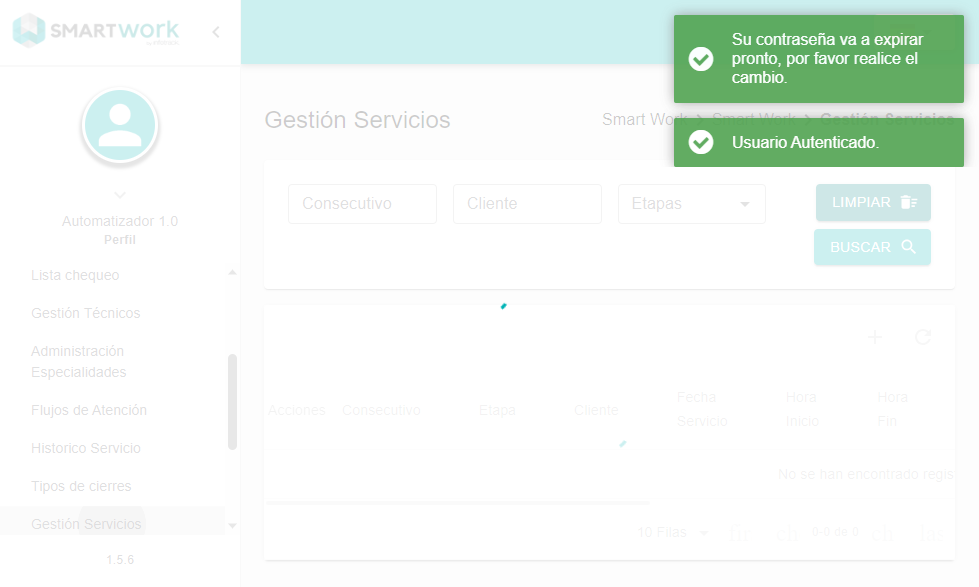 SMARTWORK
Su contraseña va a expirar
pronto, por favor realice el
cambio.
Gestión Servicios
Smart Work > Smart Work > Gestión Servicios
Usuario Autenticado.
Consecutivo
Cliente
Etapas
LIMPIAR
BUSCAR
Automatizador 1.0
Perfil
Lista chequeo
Gestión Técnicos
Administración
Especialidades
Flujos de Atención
Historico Servicio
Tipos de cierres
Gestión Servicios
1.5.6
Acciones
Consecutivo
Etapa
Cliente
Fecha
Servicio
Hora
Inicio
Hora
Fin
No se han encontrado regis
10 Filas
0-0 de 0